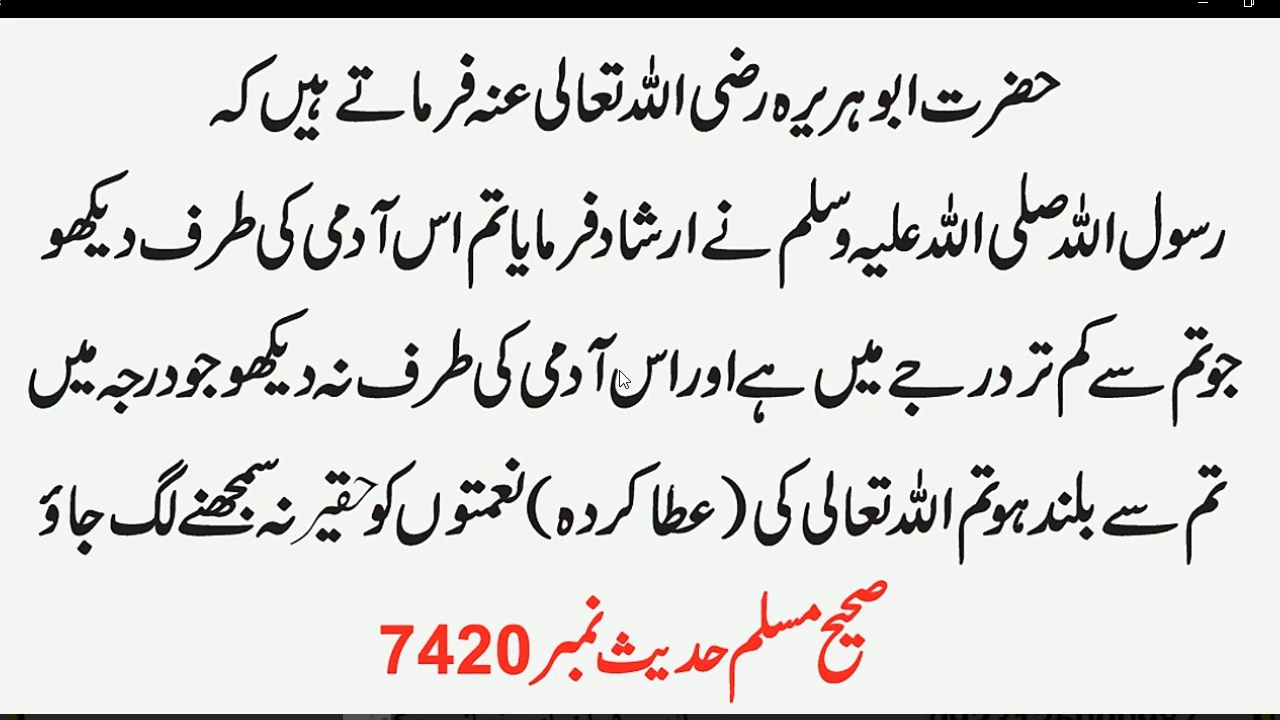 حضرت ابو ہریرہ رضی اللہ تعالی عنہ فرماتے ہیں کہ
رسول اللہ صلی اللہ علیہ وسلم نے ارشاد فرمایا تم اس آدمی کی طرف دیکھو
جو تم سے کم تر درجے میں ہے اور اس آدمی کی طرف نہ دیکھو جو درجہ میں
تم سے بلند ہو تم اللہ تعالی کی (عطا کردہ) نعمتوں کو حقیر نہ سمجھنے لگ جاؤ
صحیح مسلم حدیث نمبر 7420